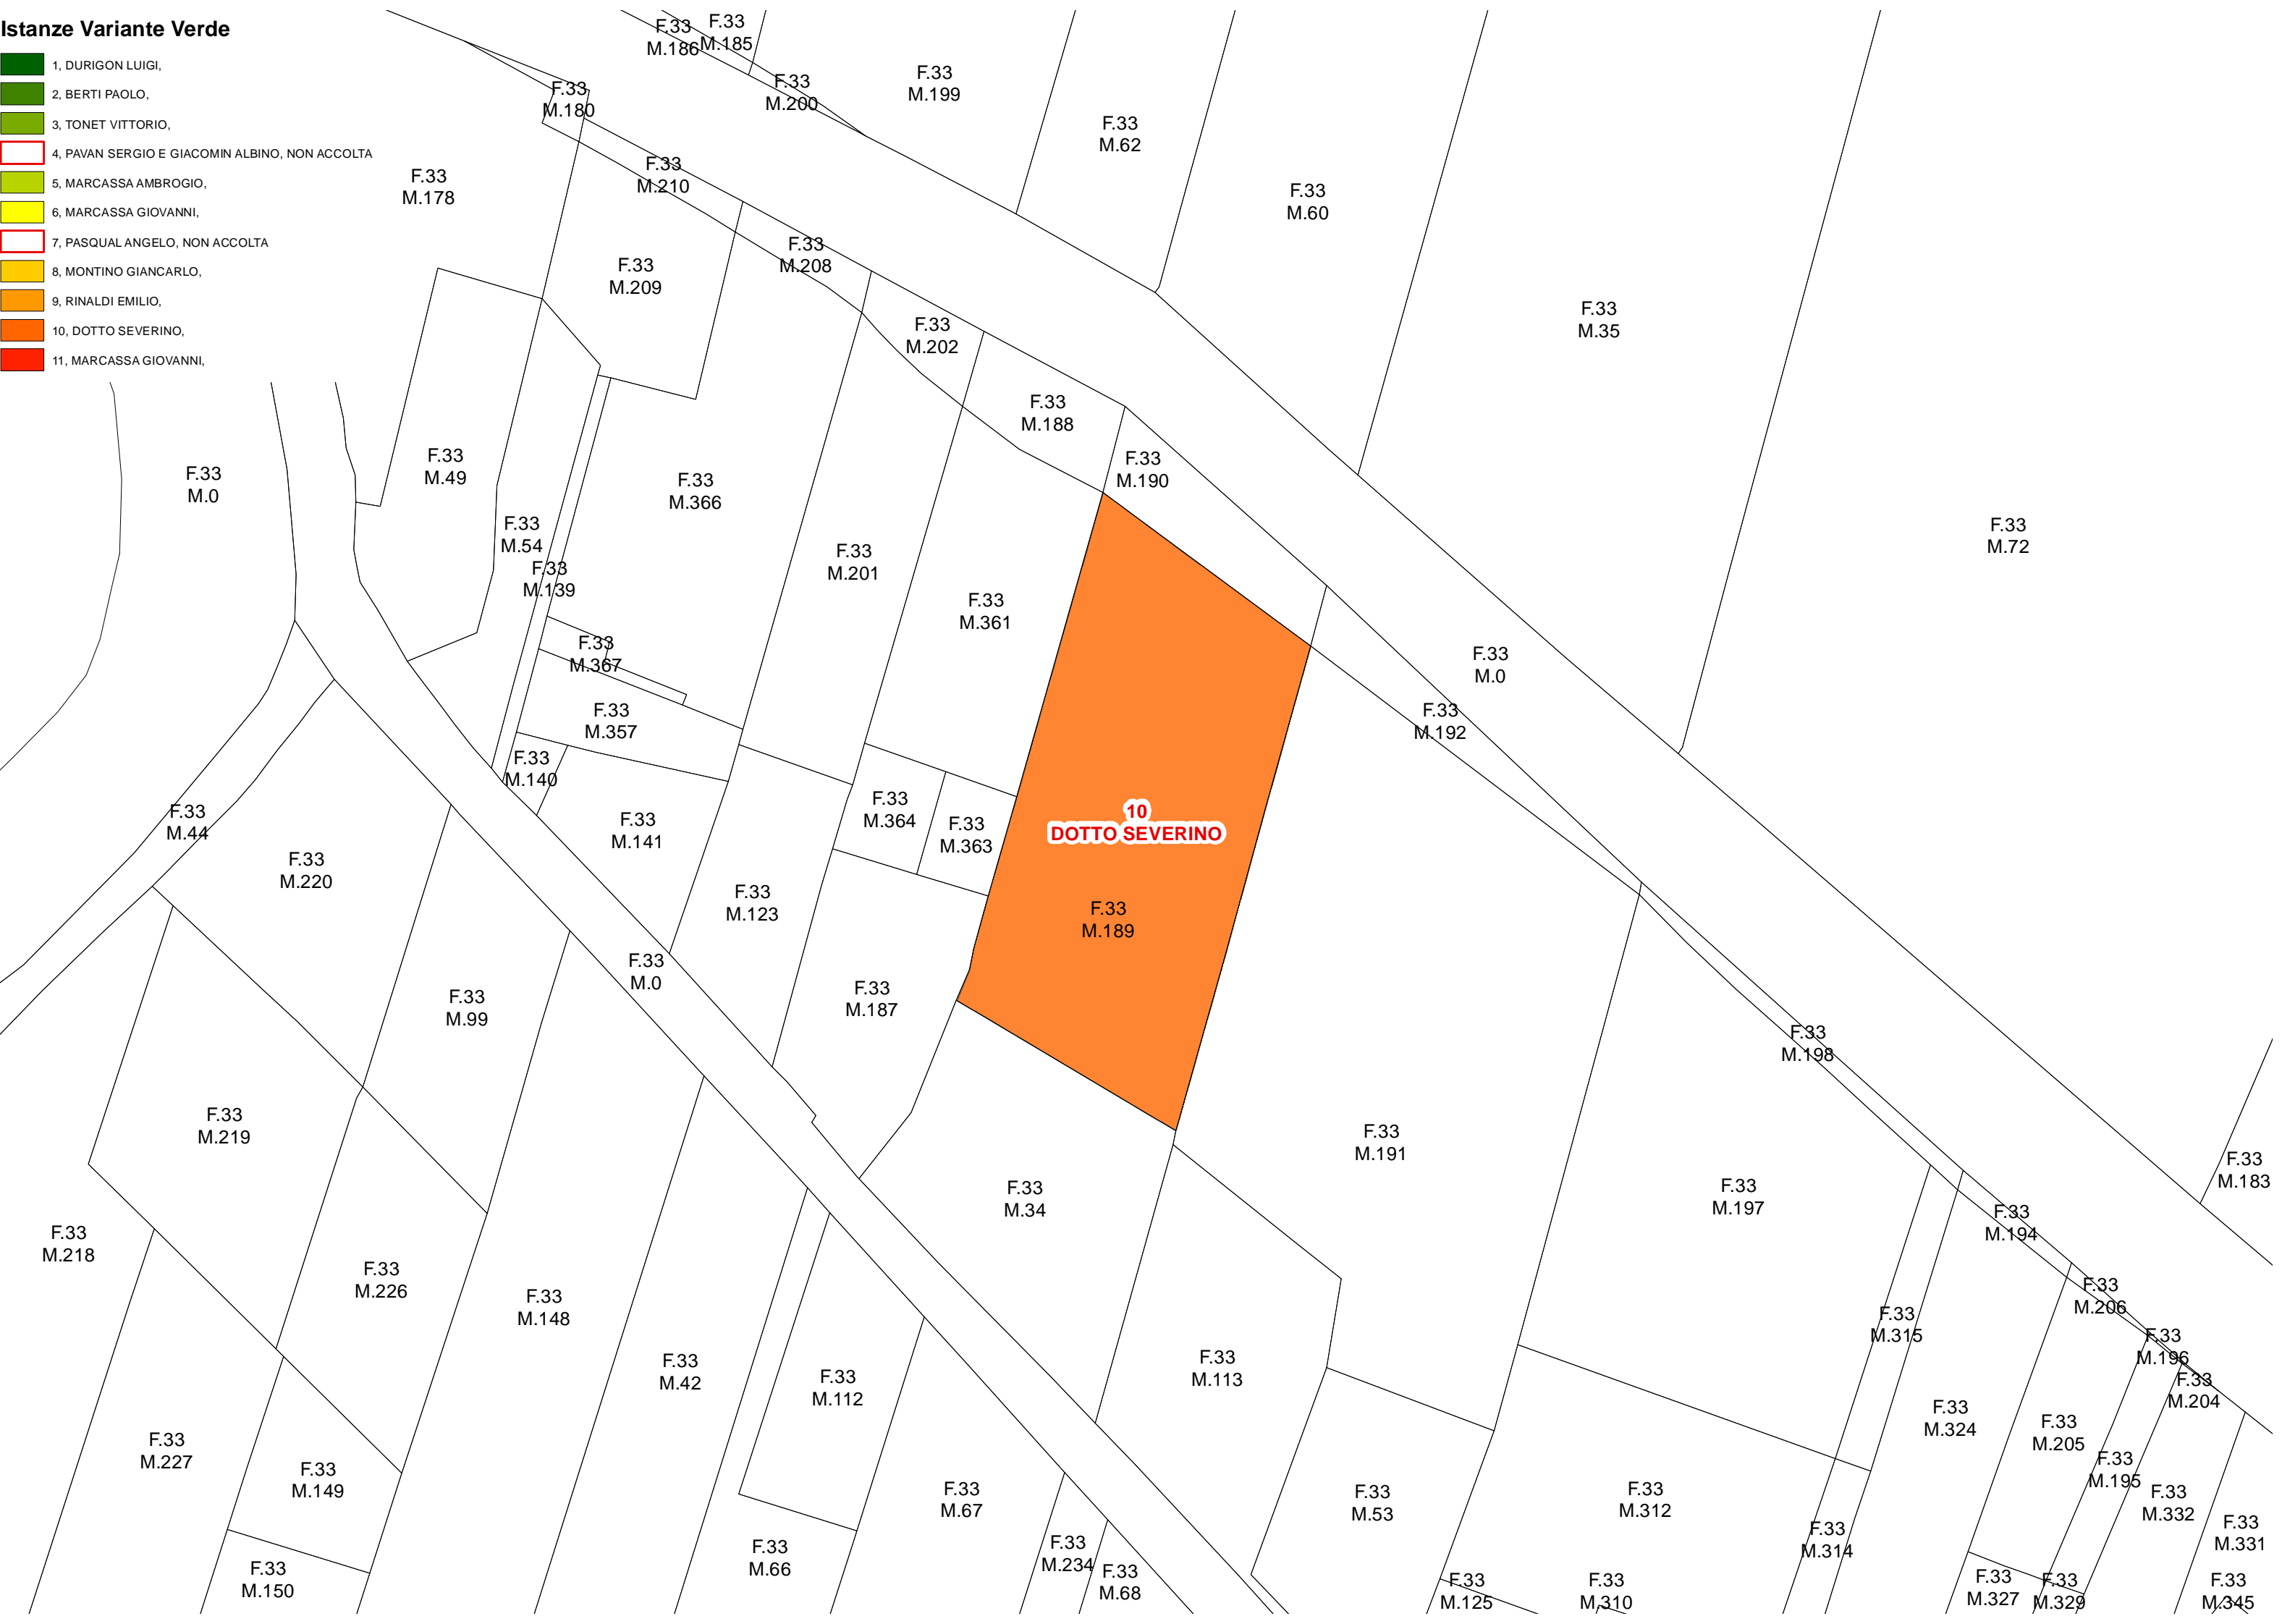 Istanze Variante Verde
1, DURIGON LUIGI,
2, BERTI PAOLO,
3, TONET VITTORIO,
4, PAVAN SERGIO E GIACOMIN ALBINO, NON ACCOLTA
5, MARCASSA AMBROGIO,
6, MARCASSA GIOVANNI,
7, PASQUAL ANGELO, NON ACCOLTA
8, MONTINO GIANCARLO,
9, RINALDI EMILIO,
10, DOTTO SEVERINO,
11, MARCASSA GIOVANNI,
F.33
M.186
F.33
M.185
F.33
M.200
F.33
M.199
F.33
M.180
F.33
M.62
F.33
M.210
F.33
M.178
F.33
M.60
F.33
M.208
F.33
M.209
F.33
M.202
F.33
M.35
F.33
M.188
F.33
M.190
F.33
M.49
F.33
M.0
F.33
M.366
F.33
M.54
F.33
M.72
F.33
M.201
F.33
M.139
F.33
M.361
F.33
M.367
F.33
M.0
F.33
M.357
F.33
M.192
F.33
M.140
F.33
M.364
F.33
M.44
F.33
M.141
F.33
M.363
10
DOTTO SEVERINO
F.33
M.220
F.33
M.123
F.33
M.189
F.33
M.0
F.33
M.187
F.33
M.99
F.33
M.198
F.33
M.219
F.33
M.191
F.33
M.183
F.33
M.34
F.33
M.197
F.33
M.194
F.33
M.218
F.33
M.226
F.33
M.206
F.33
M.148
F.33
M.315
F.33
M.196
F.33
M.42
F.33
M.113
F.33
M.112
F.33
M.204
F.33
M.324
F.33
M.205
F.33
M.227
F.33
M.195
F.33
M.149
F.33
M.67
F.33
M.53
F.33
M.312
F.33
M.332
F.33
M.331
F.33
M.314
F.33
M.234
F.33
M.66
F.33
M.150
F.33
M.68
F.33
M.125
F.33
M.310
F.33
M.327
F.33
M.329
F.33
M.345